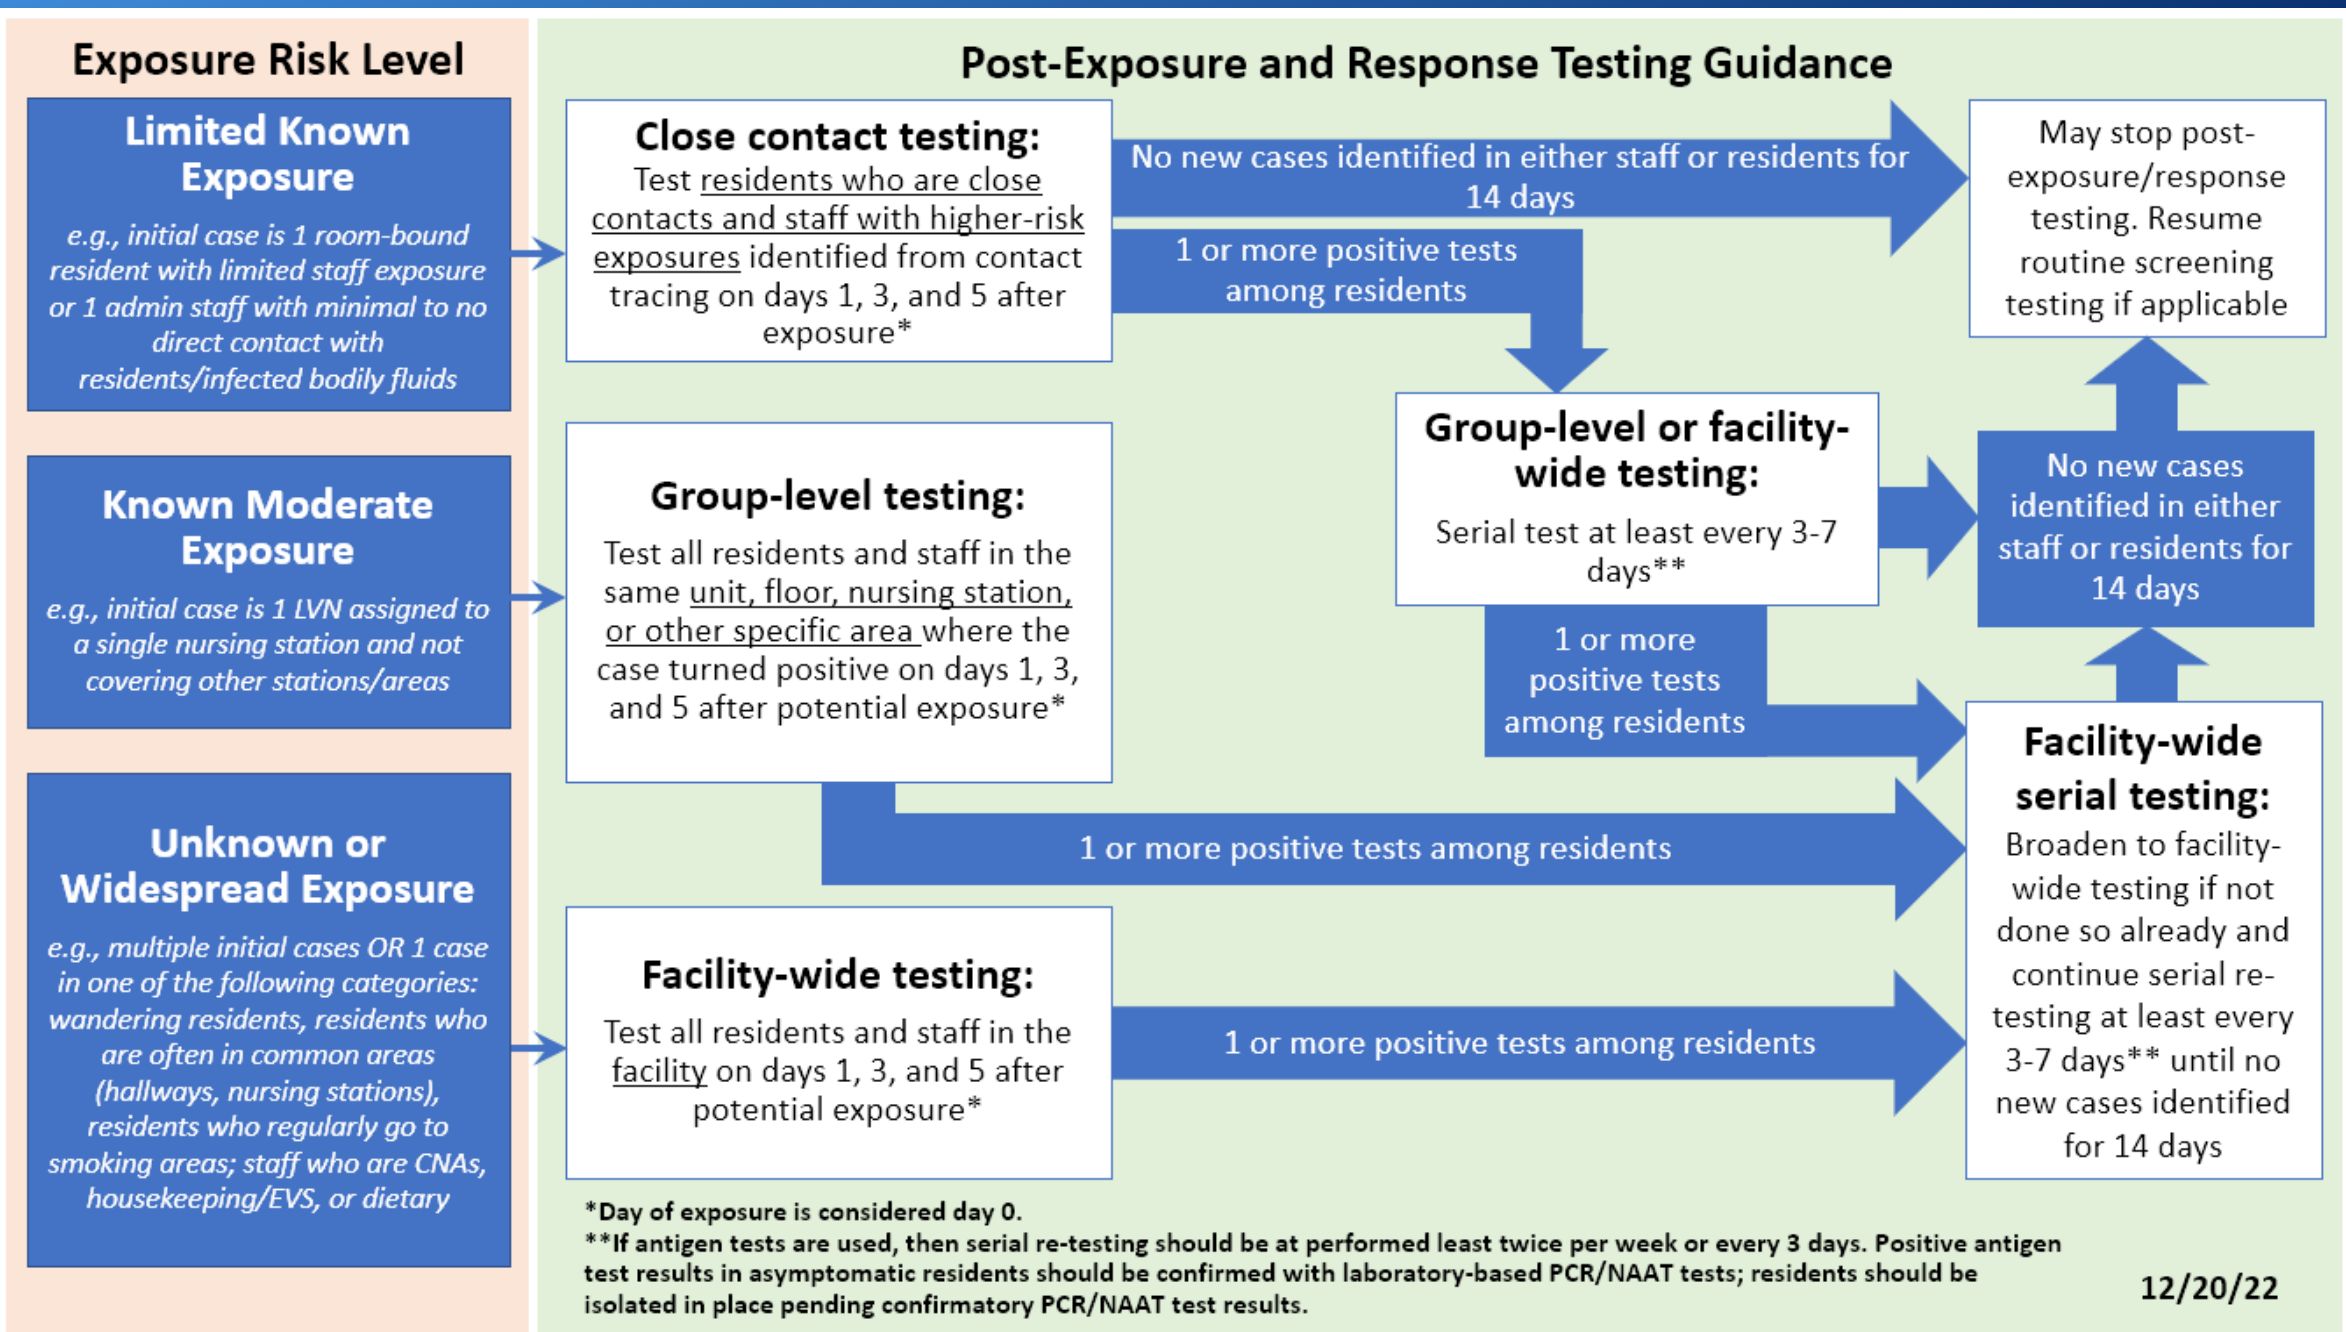 Exposure Risk Level
Limited Known
Exposure
e.g., initial case is 1 room-bound
resident with limited staff exposure
or 1 admin staff with minimal to no
direct contact with
residents/infected bodily fluids
Known Moderate
Exposure
e.g., initial case is 1 LVN assigned to
a single nursing station and not
covering other stations/areas
Unknown or
Widespread Exposure
e.g., multiple initial cases OR 1 case
in one of the following categories:
wandering residents, residents who
are often in common areas
(hallways, nursing stations),
residents who regularly go to
smoking areas; staff who are CNAs,
housekeeping/EVS, or dietary
Post-Exposure and Response Testing Guidance
Close contact testing:
Test residents who are close
contacts and staff with higher-risk
exposures identified from contact
tracing on days 1, 3, and 5 after
exposure*
No new cases identified in either staff or residents for
14 days
1 or more positive tests
among residents
May stop post-
exposure/response
testing. Resume
routine screening
testing if applicable
Group-level or facility-
wide testing:
Serial test at least every 3-7
days**
No new cases
identified in either
staff or residents for
14 days
1 or more
positive tests
among residents
Group-level testing:
Test all residents and staff in the
same unit, floor, nursing station,
or other specific area where the
case turned positive on days 1, 3,
and 5 after potential exposure*
1 or more positive tests among residents
Facility-wide testing:
Test all residents and staff in the
facility on days 1, 3, and 5 after
potential exposure*
1 or more positive tests among residents
Facility-wide
serial testing:
Broaden to facility-
wide testing if not
done so already and
continue serial re-
testing at least every
3-7 days** until no
new cases identified
for 14 days
*Day of exposure is considered day 0.
**If antigen tests are used, then serial re-testing should be at performed least twice per week or every 3 days. Positive antigen
test results in asymptomatic residents should be confirmed with laboratory-based PCR/NAAT tests; residents should be
isolated in place pending confirmatory PCR/NAAT test results.
12/20/22